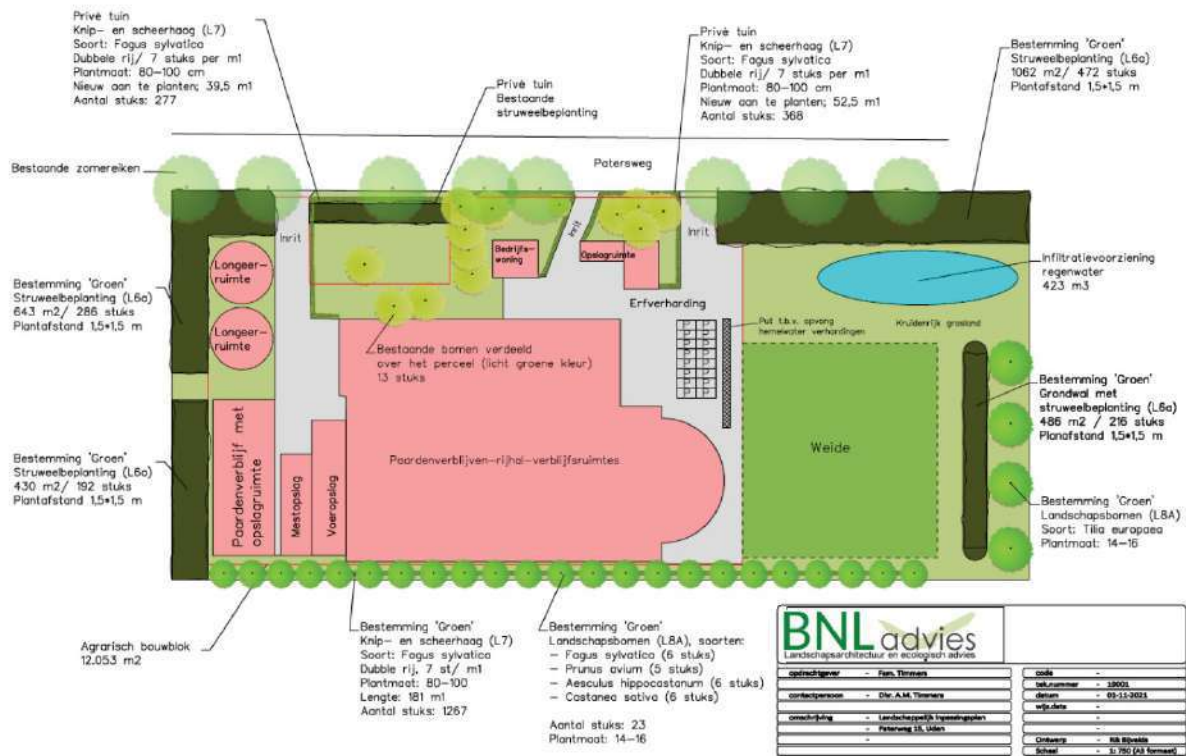 Privè tuin
Knip- en scheerhaag (L7)
Soort: Fagus sylvatica
Dubbele rij/ 7 stuks per m1
Plantmaat: 80-100 cm
Nieuw aan te planten; 39,5 m1
Aantal stuks: 277
Privè tuin
Bestaande
struweelbeplanting
Privè tuin
Knip- en scheerhaag (L7)
Soort: Fagus sylvatica
Dubbele rij/ 7 stuks per m1
Plantmaat: 80-100 cm
Nieuw aan te planten; 52,5 m1
Aantal stuks: 368
Bestemming 'Groen'
Struweelbeplanting (L6a)
1062 m2/ 472 stuks
Plantafstand 1,5*1,5 m
Bestaande zomereiken
Patersweg
Inrit
Inrit
Inrit
Bedrijfs-
woning
Opslagruimte
Longeer-
ruimte
Longeer-
ruimte
Erfverharding
Infiltratievoorziening
regenwater
423 m3
Bestemming 'Groen'
Struweelbeplanting (L6a)
643 m2/ 286 stuks
Plantafstand 1,5*1,5 m
Put t.b.v. opvang
hemelwater verhardingen
Kruidenrijk grasland
Bestaande bomen verdeeld
over het perceel (licht groene kleur)
13 stuks
Bestemming 'Groen'
Grondwal met
struweelbeplanting (L6a)
486 m2 / 216 stuks
Planafstand 1,5*1,5 m
Bestemming 'Groen'
Struweelbeplanting (L6a)
430 m2/ 192 stuks
Plantafstand 1,5*1,5 m
Paardenverblijf met
opslagruimte
Mestopslag
Voeropslag
Paardenverblijven-rijhal-verblijfsruimtes
Weide
Bestemming 'Groen'
Landschapsbomen (L8A)
Soort: Tilia europaea
Plantmaat: 14-16
Agrarisch bouwblok
12.053 m2
Bestemming 'Groen'
Knip- en scheerhaag (L7)
Soort: Fagus sylvatica
Dubble rij, 7 st/ m1
Plantmaat: 80-100
Lengte: 181 m1
Aantal stuks: 1267
Bestemming 'Groen'
Landschapsbomen (L8A), soorten:
- Fagus sylvatica (6 stuks)
- Prunus avium (5 stuks)
- Aesculus hippocastanum (6 stuks)
- Castanea sativa (6 stuks)
Aantal stuks: 23
Plantmaat: 14-16
BNL advies
Landschapsarchitectuur en ecologisch advies
opdrachtgever - Fam. Timmers
contactpersoon - Dhr. A.M. Timmers
omschrijving - Landschappelijk inpassingsplan
- Patersweg 15, Uden
-
code -
tek.nummer - 19001
datum - 02-11-2021
wijz.data -
-
-
Ontwerp - Rik Bijvelds
Schaal - 1: 750 (A3 formaat)